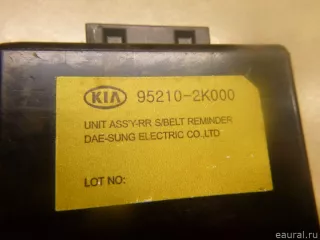 KIA 95210-2K000
UNIT ASS'Y-RR S/BELT REMINDER
DAE-SUNG ELECTRIC CO.,LTD
LOT NO:
© eaural.ru